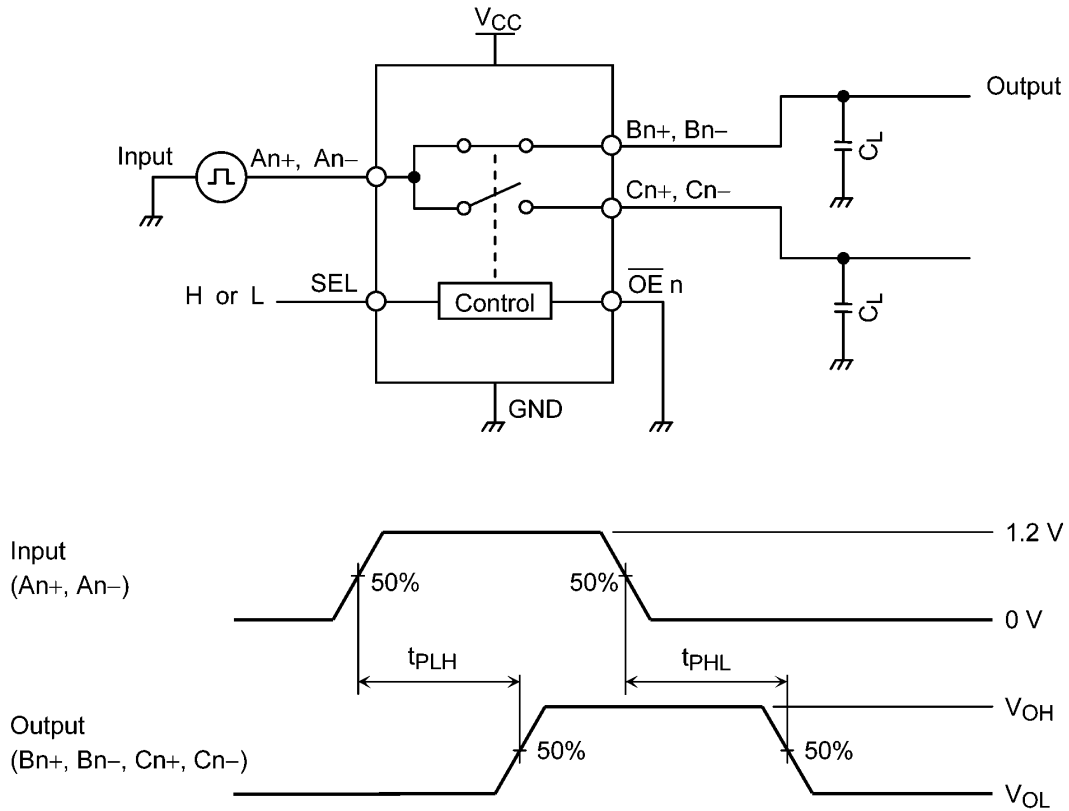 VCC
Output
Bn+, Bn−
Input
An+, An−
CL
Cn+, Cn−
SEL
OE n
H or L
Control
CL
GND
Input
(An+, An−)
1.2 V
50%
50%
0 V
tPLH
tPHL
VOH
Output
(Bn+, Bn−, Cn+, Cn−)
50%
50%
VOL